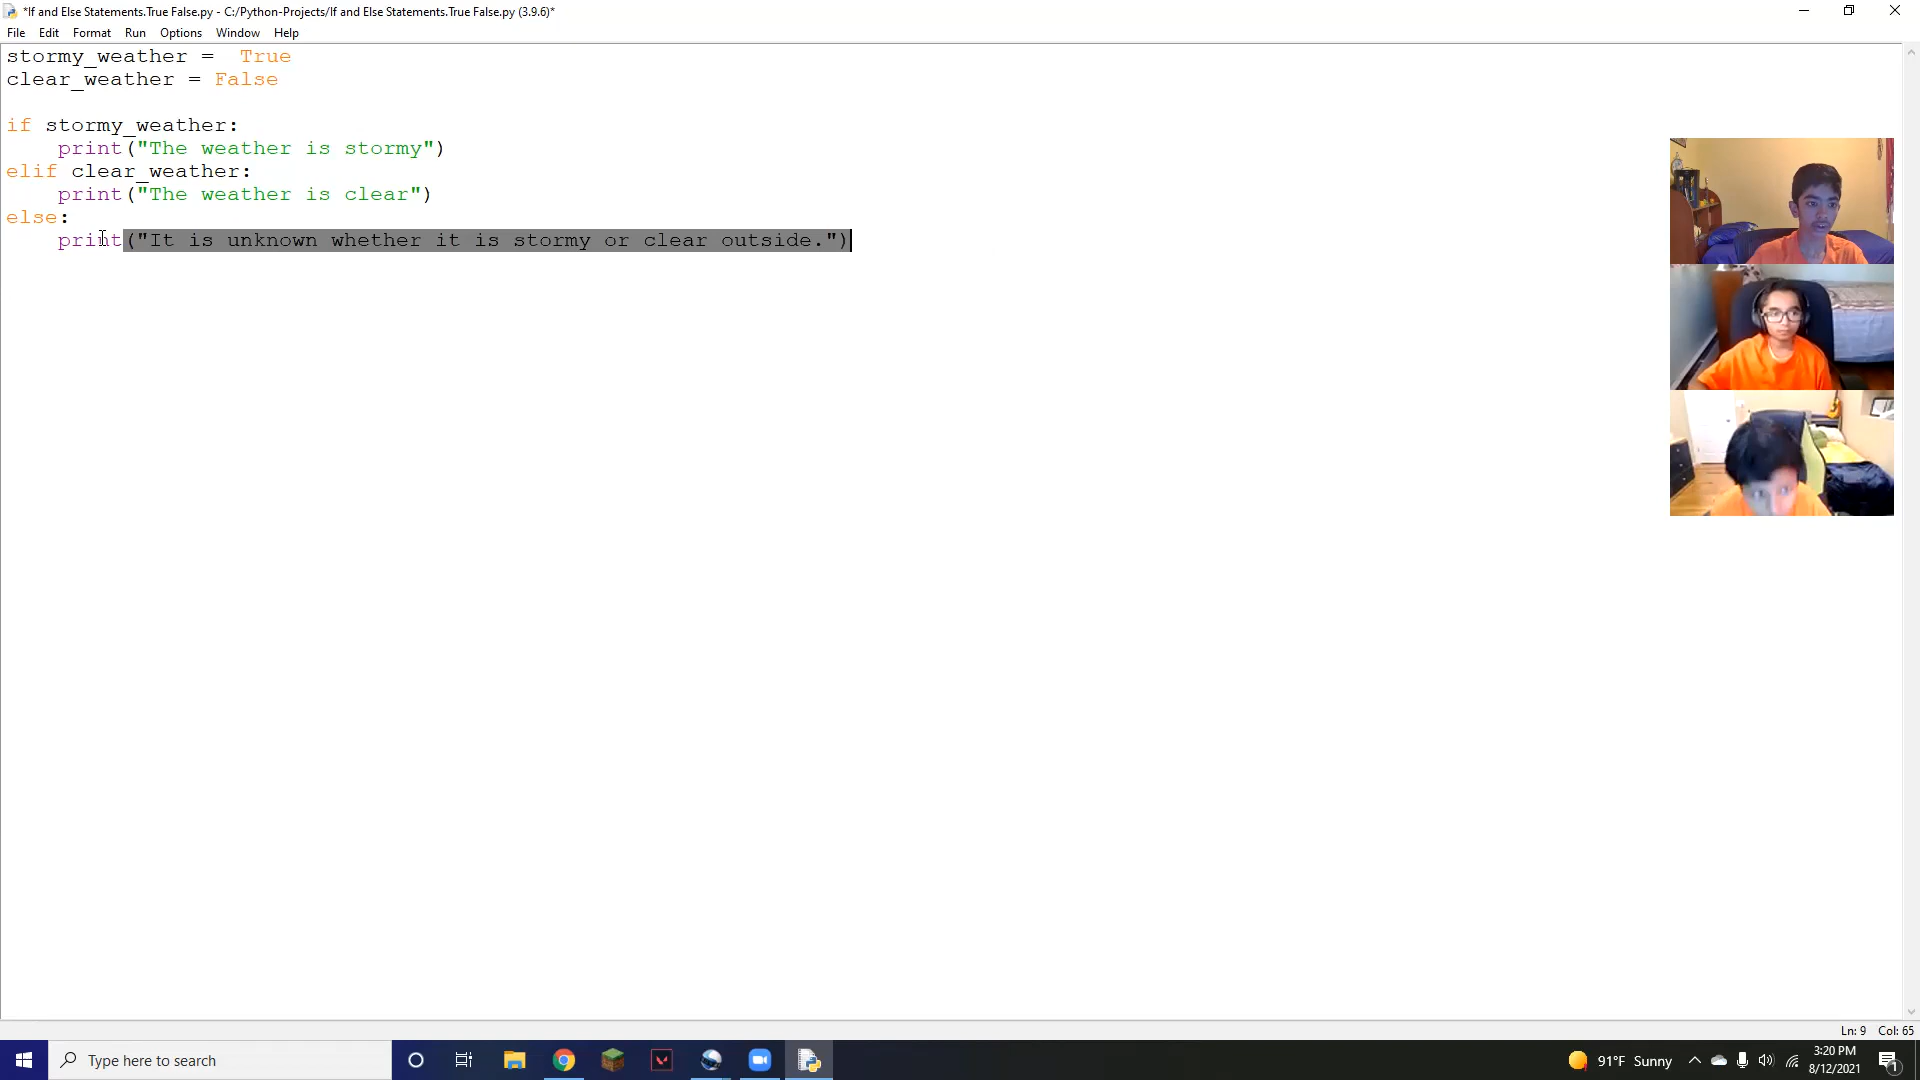 *If and Else Statements.True False.py - C:/Python-Projects/If and Else Statements.True False.py (3.9.6)*
File Edit Format Run Options Window Help
stormy_weather =  True
clear_weather = False
if stormy_weather:
    print("The weather is stormy")
elif clear_weather:
    print("The weather is clear")
else:
    print("It is unknown whether it is stormy or clear outside.")
Ln: 9 Col: 65
Type here to search
91°F Sunny
3:20 PM
8/12/2021
1